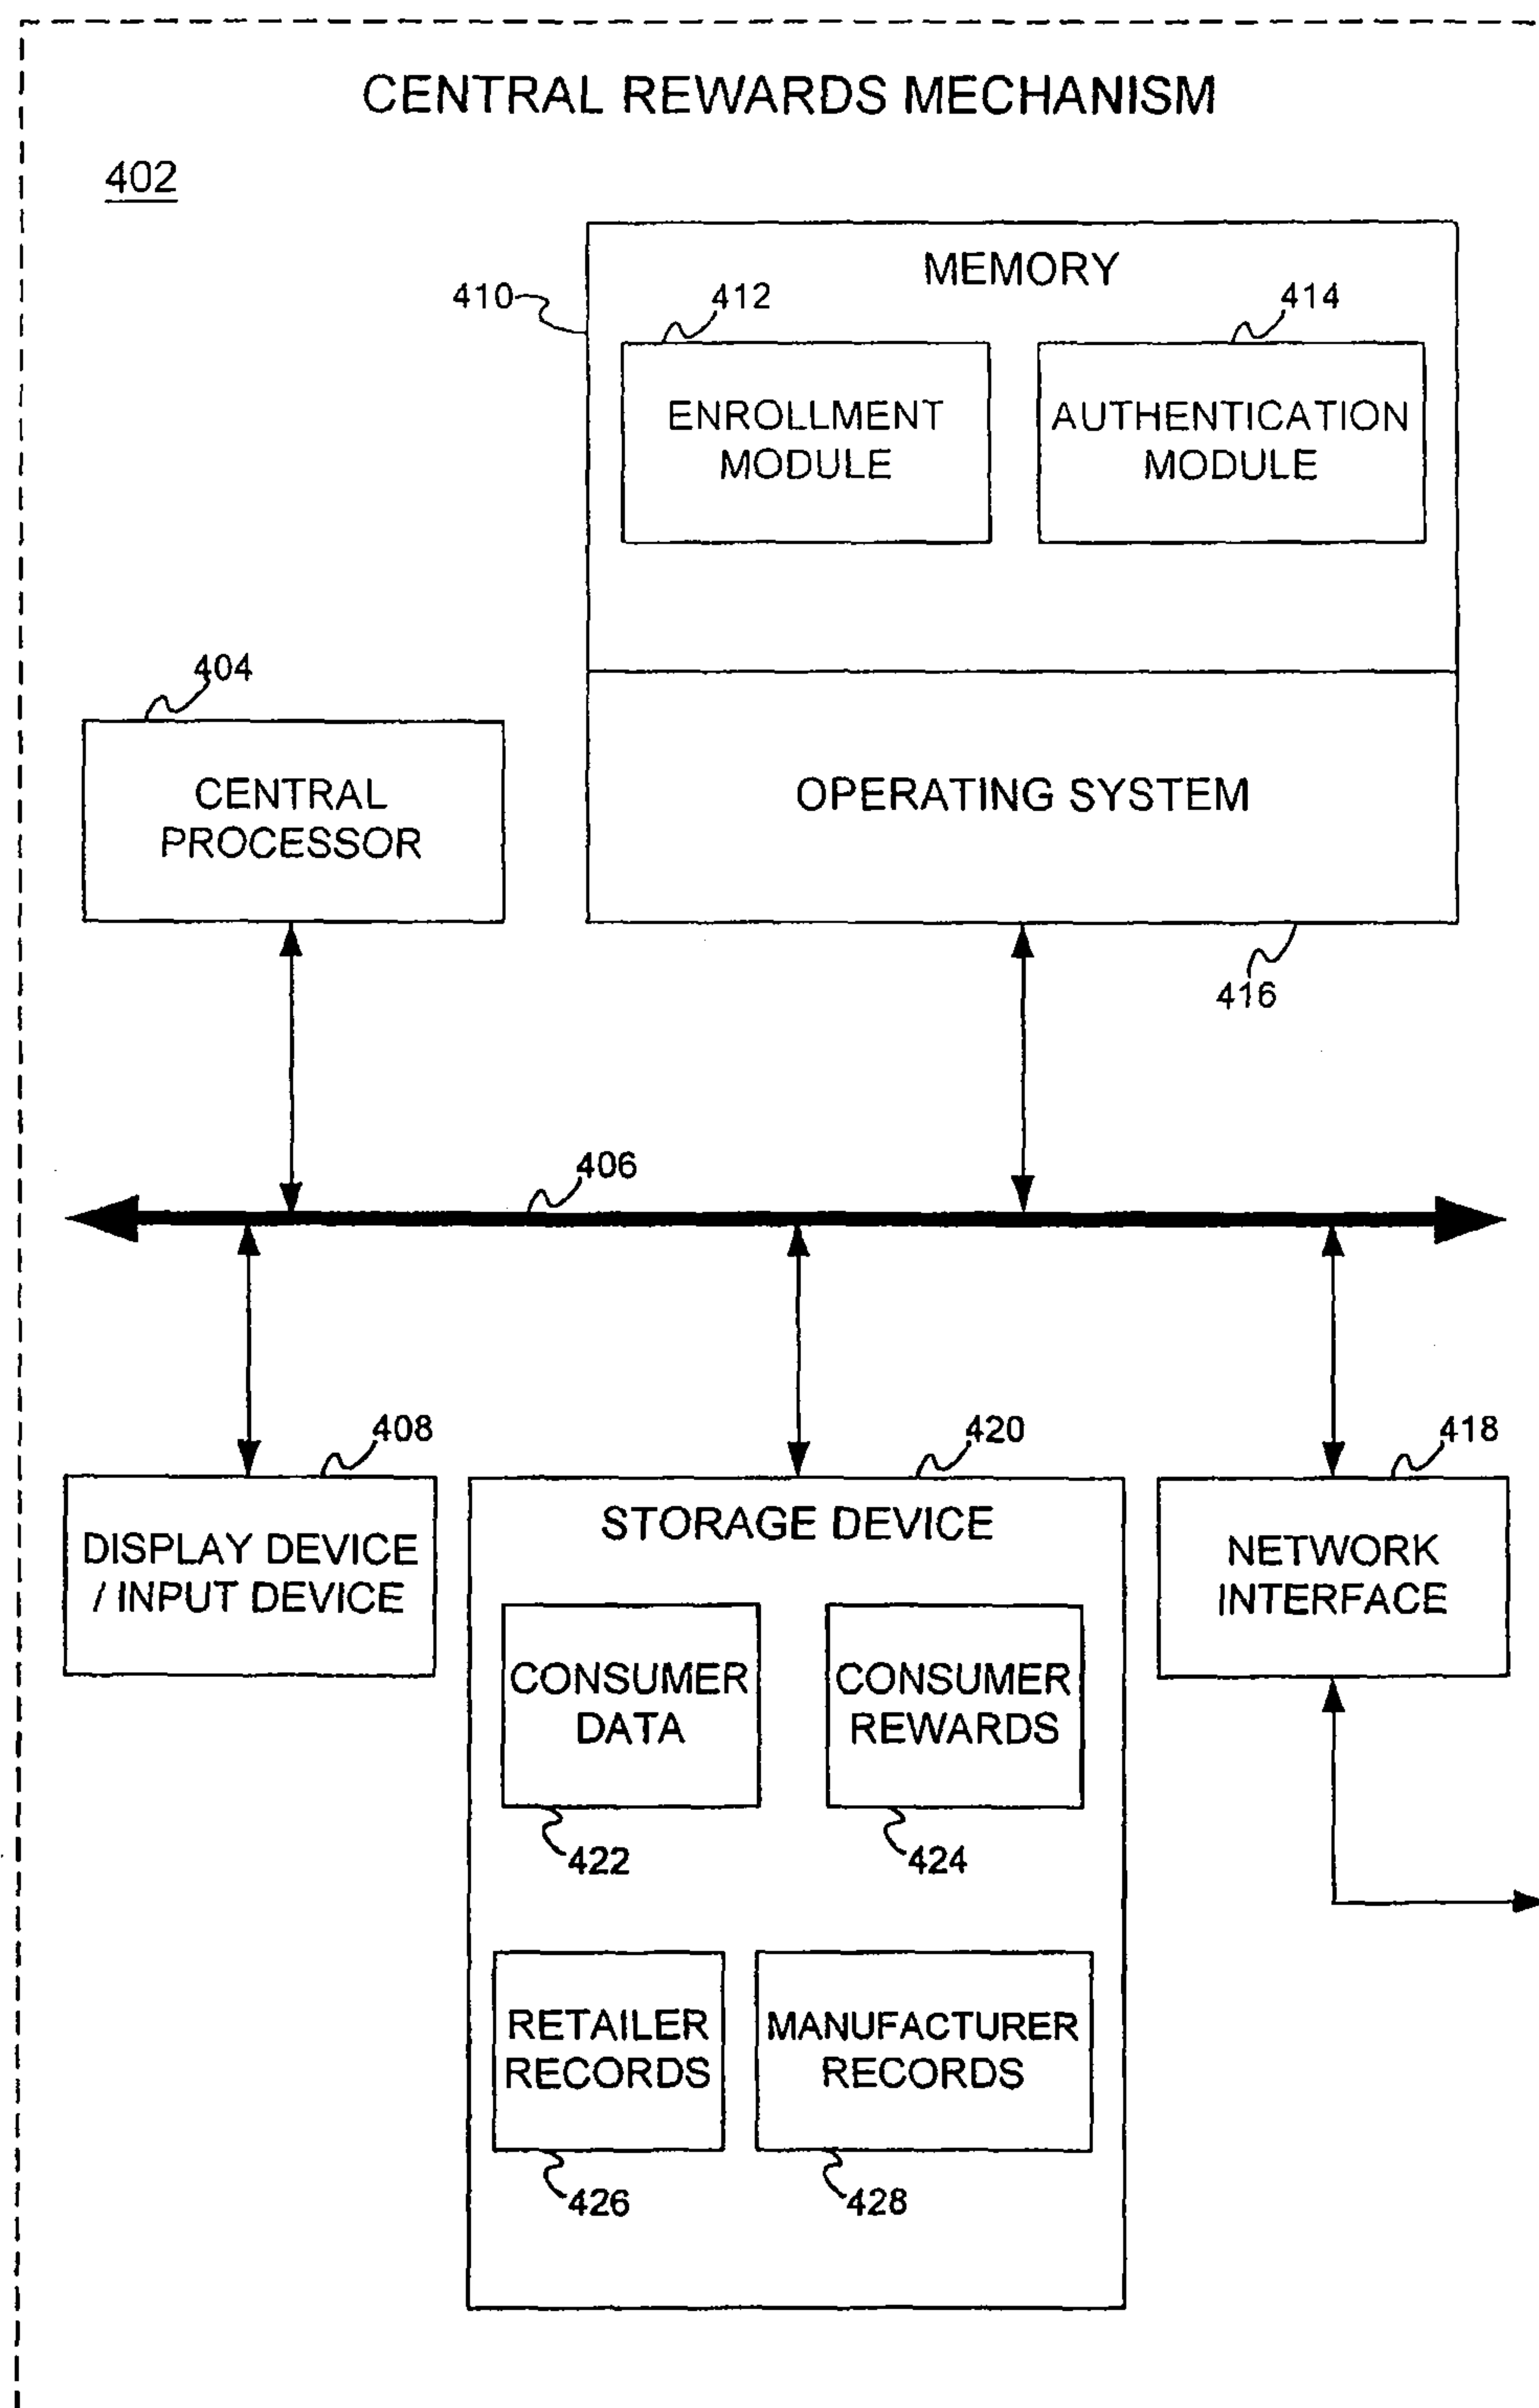 CENTRAL REWARDS MECHANISM
402
MEMORY
410
412
414
ENROLLMENT
MODULE
AUTHENTICATION
MODULE
404
CENTRAL
PROCESSOR
OPERATING SYSTEM
416
406
408
420
418
DISPLAY DEVICE
/ INPUT DEVICE
STORAGE DEVICE
NETWORK
INTERFACE
CONSUMER
DATA
CONSUMER
REWARDS
422
424
RETAILER
RECORDS
MANUFACTURER
RECORDS
426
428